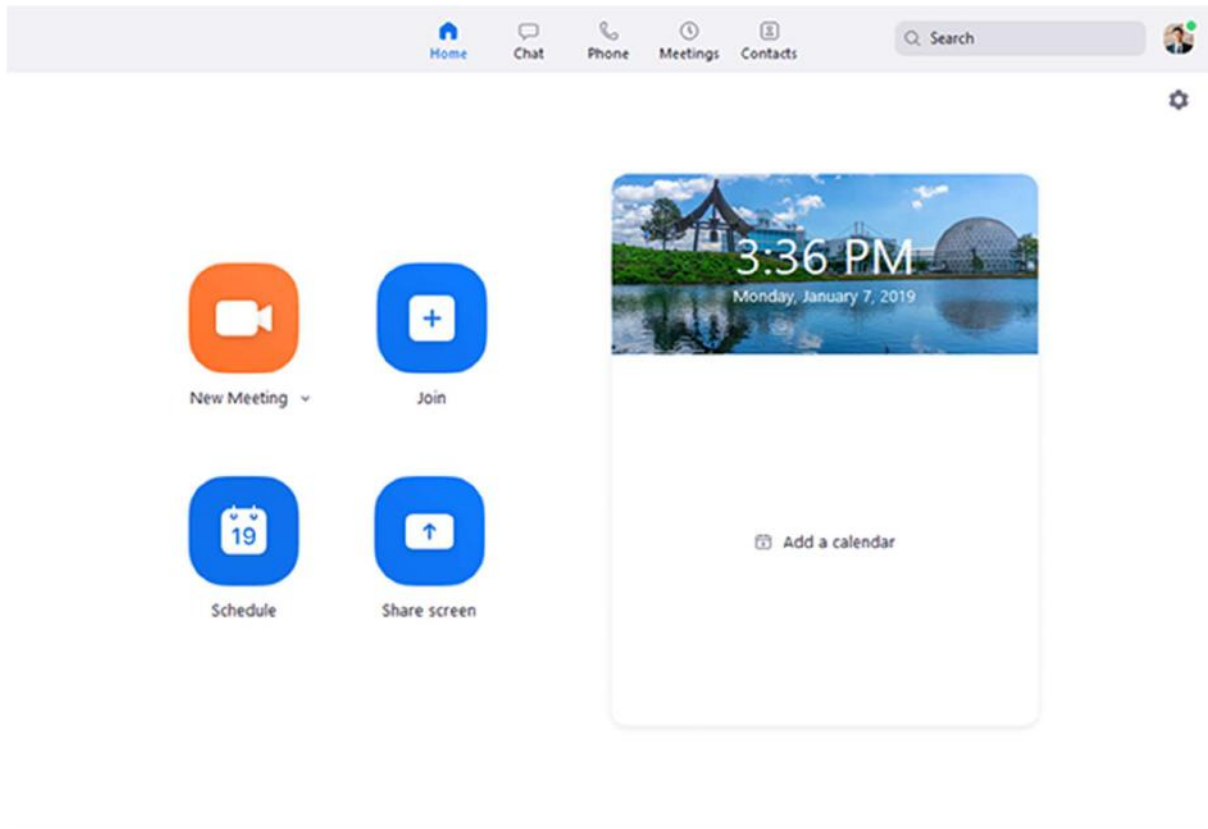 Home
Chat
Phone
Meetings
Contacts
Search
3:36 PM
Monday, January 7, 2019
New Meeting
Join
19
Schedule
Share screen
Add a calendar